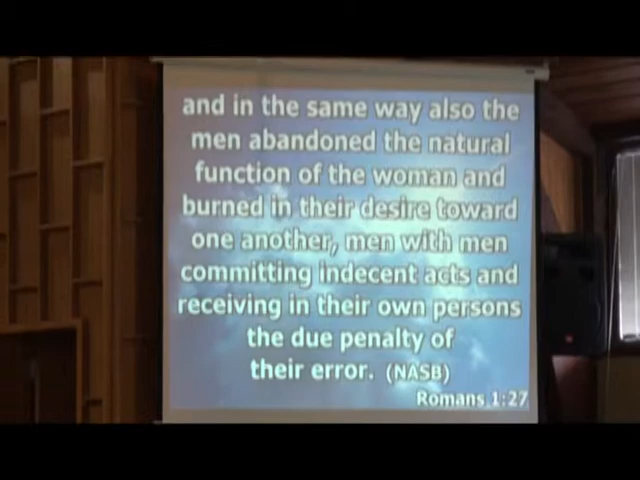 and in the same way also the
men abandoned the natural
function of the woman and
burned in their desire toward
one another, men with men
committing indecent acts and
receiving in their own persons
the due penalty of
their error. (NASB)
Romans 1:27